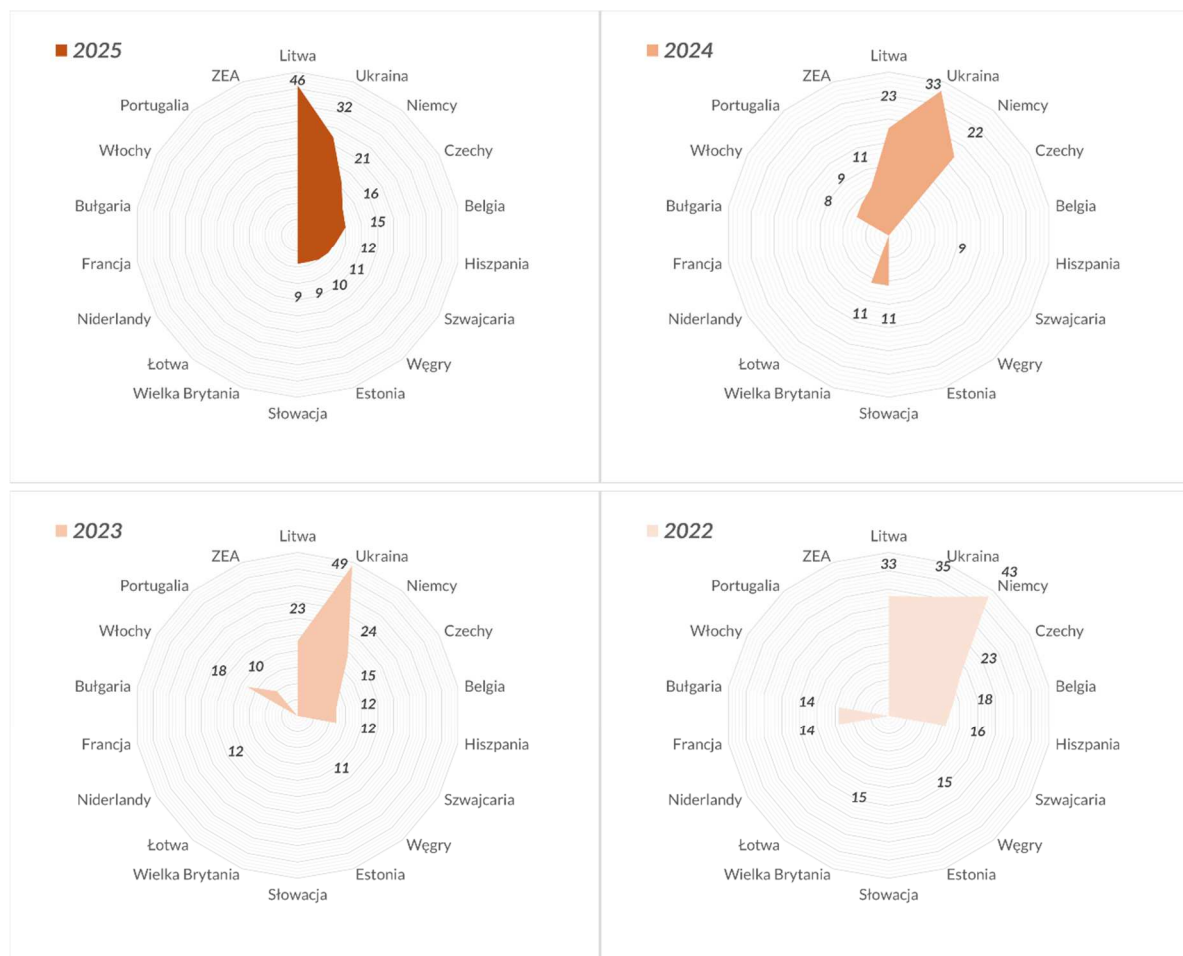 2025
Litwa
ZEA
46
Ukraina
Portugalia
32
Niemcy
Włochy
21
Czechy
16
Bułgaria
15
Belgia
12
Francja
11
Hiszpania
10
9
9
Niderlandy
Szwajcaria
Łotwa
Węgry
Wielka Brytania
Estonia
Słowacja
2024
Litwa
ZEA
33
Ukraina
23
Portugalia
Niemcy
22
Włochy
11
Czechy
9
8
Bułgaria
Belgia
9
Francja
Hiszpania
11
11
Niderlandy
Szwajcaria
Łotwa
Węgry
Wielka Brytania
Estonia
Słowacja
2023
Litwa
ZEA
49
Ukraina
Portugalia
23
Niemcy
Włochy
24
Czechy
18
10
15
Bułgaria
12
Belgia
12
Francja
12
Hiszpania
11
Niderlandy
Szwajcaria
Łotwa
Węgry
Wielka Brytania
Estonia
Słowacja
2022
Litwa
ZEA
33
35
Ukraina
43
Portugalia
Niemcy
Włochy
Czechy
23
Bułgaria
14
18
Belgia
14
16
Francja
Hiszpania
15
15
Niderlandy
Szwajcaria
Łotwa
Węgry
Wielka Brytania
Estonia
Słowacja